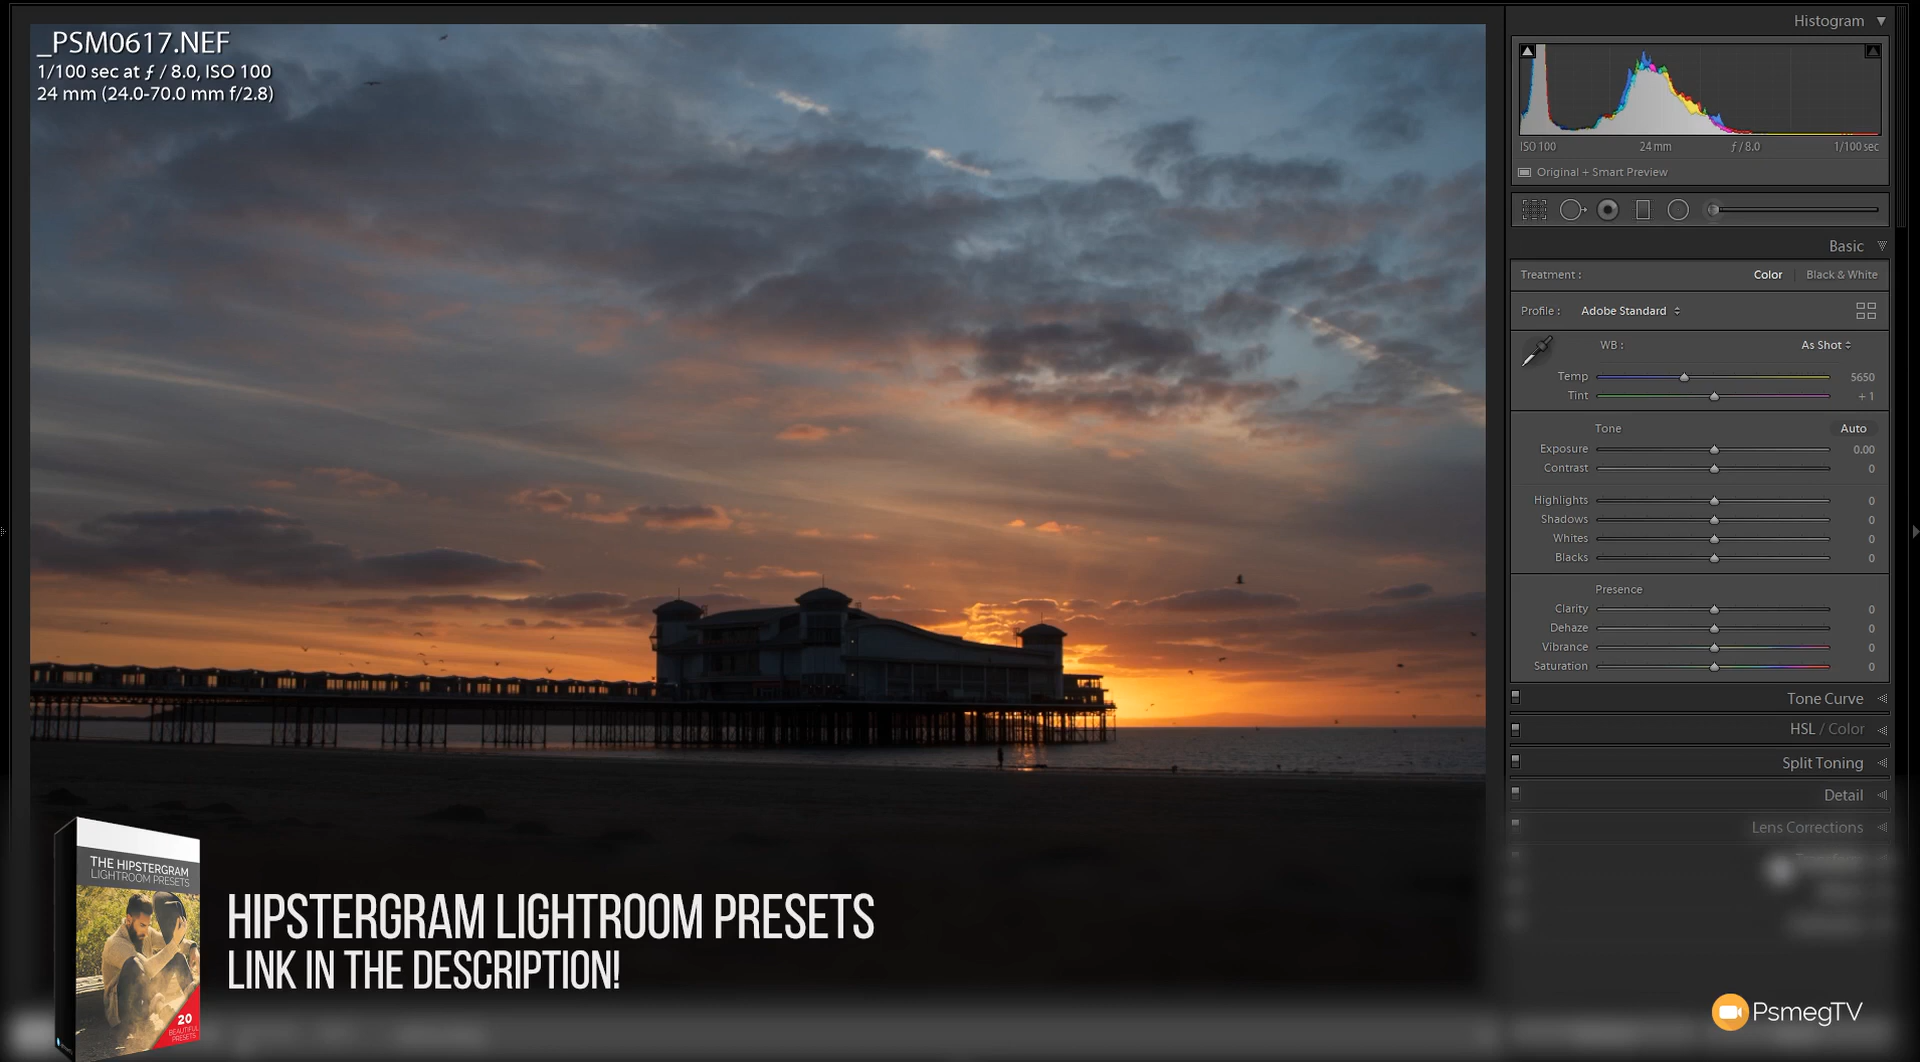 _PSM0617.NEF
1/100 sec at ƒ / 8.0, ISO 100
24 mm (24.0-70.0 mm f/2.8)
Histogram
ISO 100 24 mm ƒ / 8.0 1/100 sec
Original + Smart Preview
Basic
Treatment : Color Black & White
Profile : Adobe Standard
WB : As Shot
Temp 5650
Tint + 1
Tone Auto
Exposure 0.00
Contrast 0
Highlights 0
Shadows 0
Whites 0
Blacks 0
Presence
Clarity 0
Dehaze 0
Vibrance 0
Saturation 0
Tone Curve
HSL / Color
Split Toning
Detail
Lens Corrections
THE HIPSTERGRAM
LIGHTROOM PRESETS
20
BEAUTIFUL
PRESETS
HIPSTERGRAM LIGHTROOM PRESETS
LINK IN THE DESCRIPTION!
PsmegTV